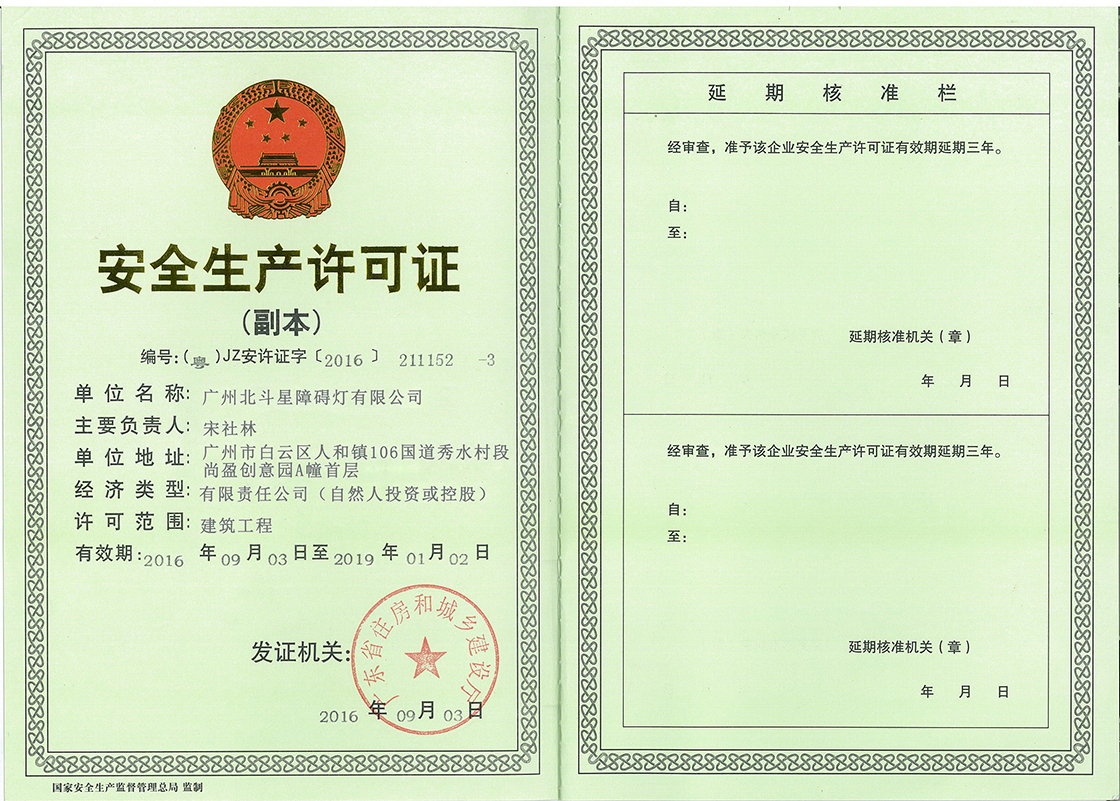 安全生产许可证
（副本）
编号:（粤）JZ安许证字〔2016〕211152 -3
单位名称: 广州北斗星障碍灯有限公司
主要负责人: 宋社林
单位地址: 广州市白云区人和镇106国道秀水村段
尚盈创意园A幢首层
经济类型: 有限责任公司（自然人投资或控股）
许可范围: 建筑工程
有效期:2016 年 09 月 03 日至 2019 年 01 月 02 日
发证机关:
广东省住房和城乡建设厅
2016 年 09 月 03 日
国家安全生产监督管理总局 监制
延期核准栏
经审查，准予该企业安全生产许可证有效期延期三年。
自:
至:
延期核准机关（章）
年 月 日
经审查，准予该企业安全生产许可证有效期延期三年。
自:
至:
延期核准机关（章）
年 月 日